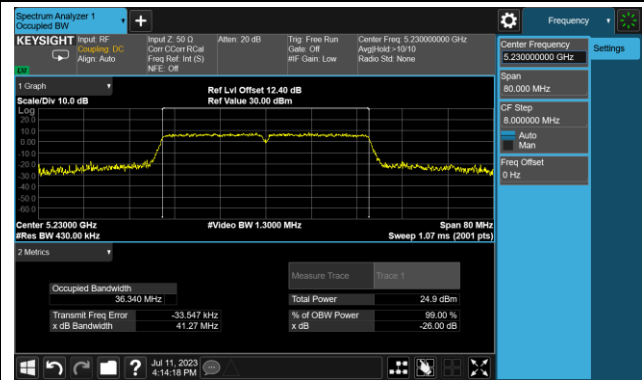 Spectrum Analyzer 1
Occupied BW
Frequency
KEYSIGHT
Input: RF
Coupling: DC
Align: Auto
Input Z: 50 Ω
Corr CCorr RCal
Freq Ref: Int (S)
NFE: Off
Atten: 20 dB
Trig: Free Run
Gate: Off
#IF Gain: Low
Center Freq: 5.230000000 GHz
Avg|Hold:>10/10
Radio Std: None
Center Frequency
5.230000000 GHz
Settings
Span
80.000 MHz
CF Step
8.000000 MHz
Auto
Man
Freq Offset
0 Hz
1 Graph
Scale/Div 10.0 dB
Ref Lvl Offset 12.40 dB
Ref Value 30.00 dBm
Log
20.0
10.0
0.00
-10.0
-20.0
-30.0
-40.0
-50.0
-60.0
Center 5.23000 GHz
#Res BW 430.00 kHz
#Video BW 1.3000 MHz
Span 80 MHz
Sweep 1.07 ms (2001 pts)
2 Metrics
Measure Trace
Trace 1
Occupied Bandwidth
36.340 MHz
Total Power
24.9 dBm
Transmit Freq Error
-33.547 kHz
% of OBW Power
99.00 %
x dB Bandwidth
41.27 MHz
x dB
-26.00 dB
Jul 11, 2023
4:14:18 PM